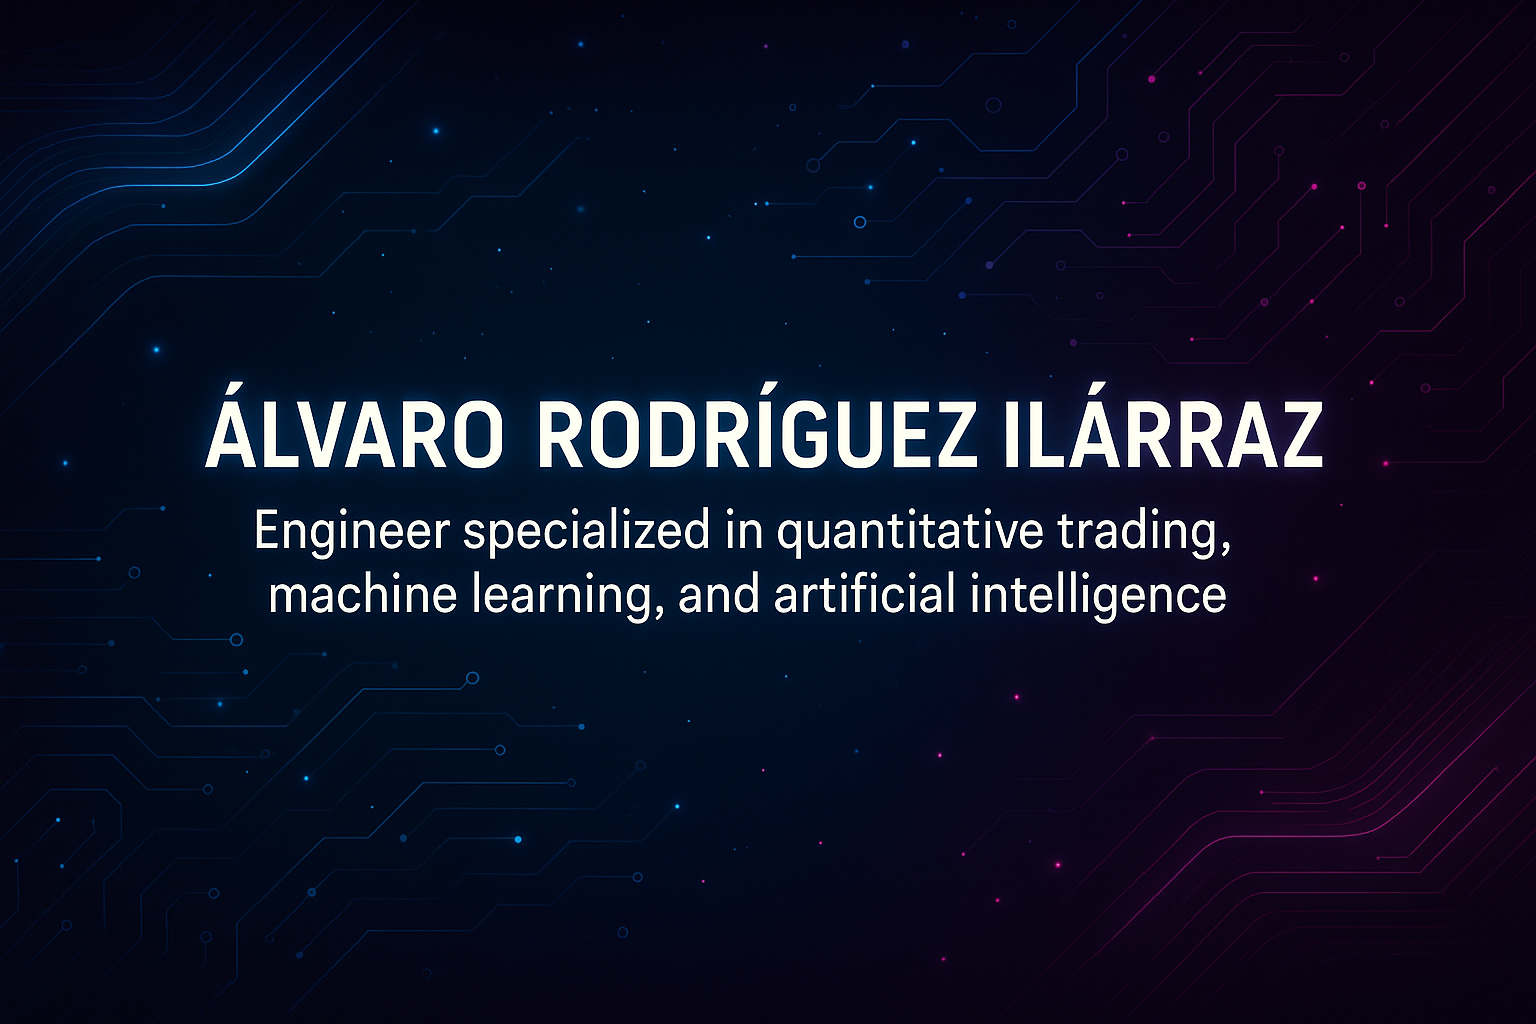 ÁLVARO RODRÍGUEZ ILÁRRAZ
Engineer specialized in quantitative trading,
machine learning, and artificial intelligence